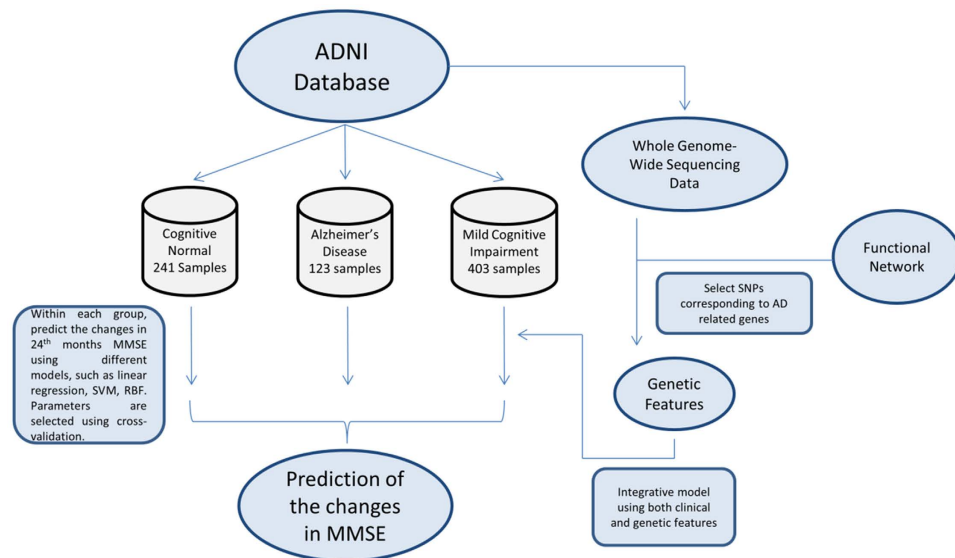 ADNI
Database
Whole Genome-
Wide Sequencing
Data
Cognitive
Normal
241 Samples
Alzheimer's
Disease
123 samples
Mild Cognitive
Impairment
403 samples
Functional
Network
Select SNPs
corresponding to AD
related genes
Within each group,
predict the changes in
24th months MMSE
using different
models, such as linear
regression, SVM, RBF.
Parameters are
selected using cross-
validation.
Genetic
Features
Prediction of
the changes
in MMSE
Integrative model
using both clinical
and genetic features